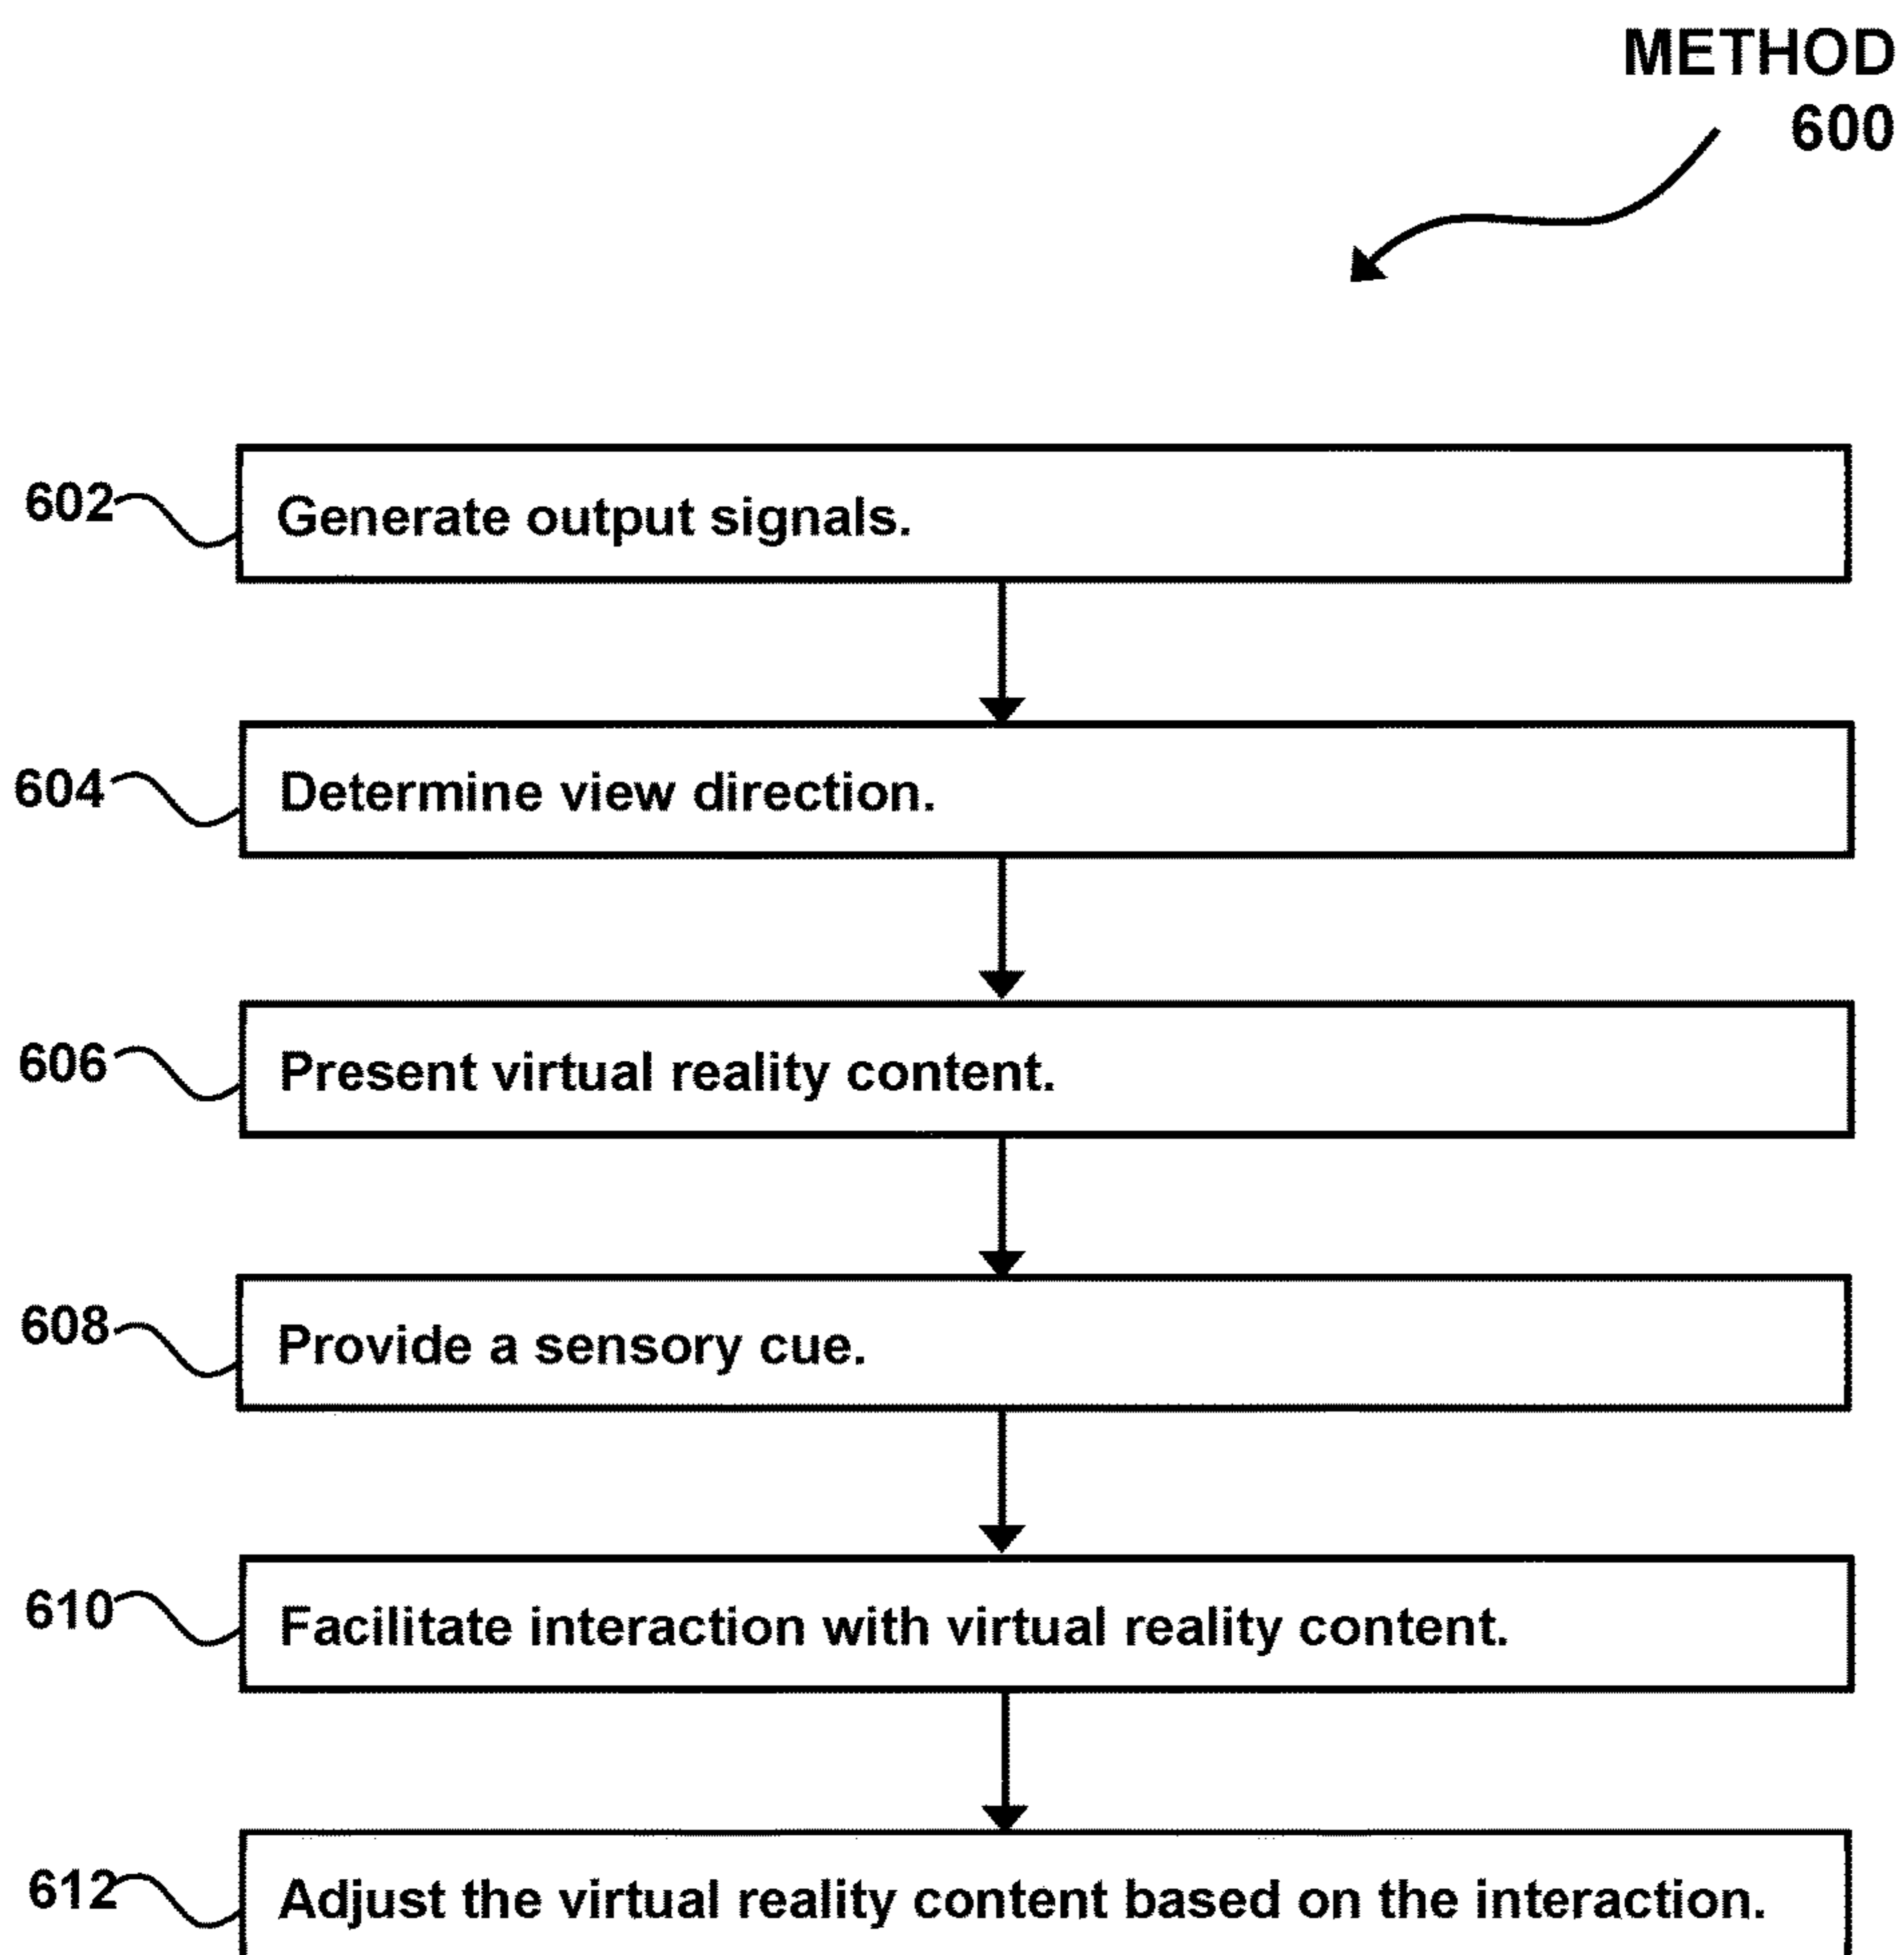 METHOD
600
602
Generate output signals.
604
Determine view direction.
606
Present virtual reality content.
608
Provide a sensory cue.
610
Facilitate interaction with virtual reality content.
612
Adjust the virtual reality content based on the interaction.